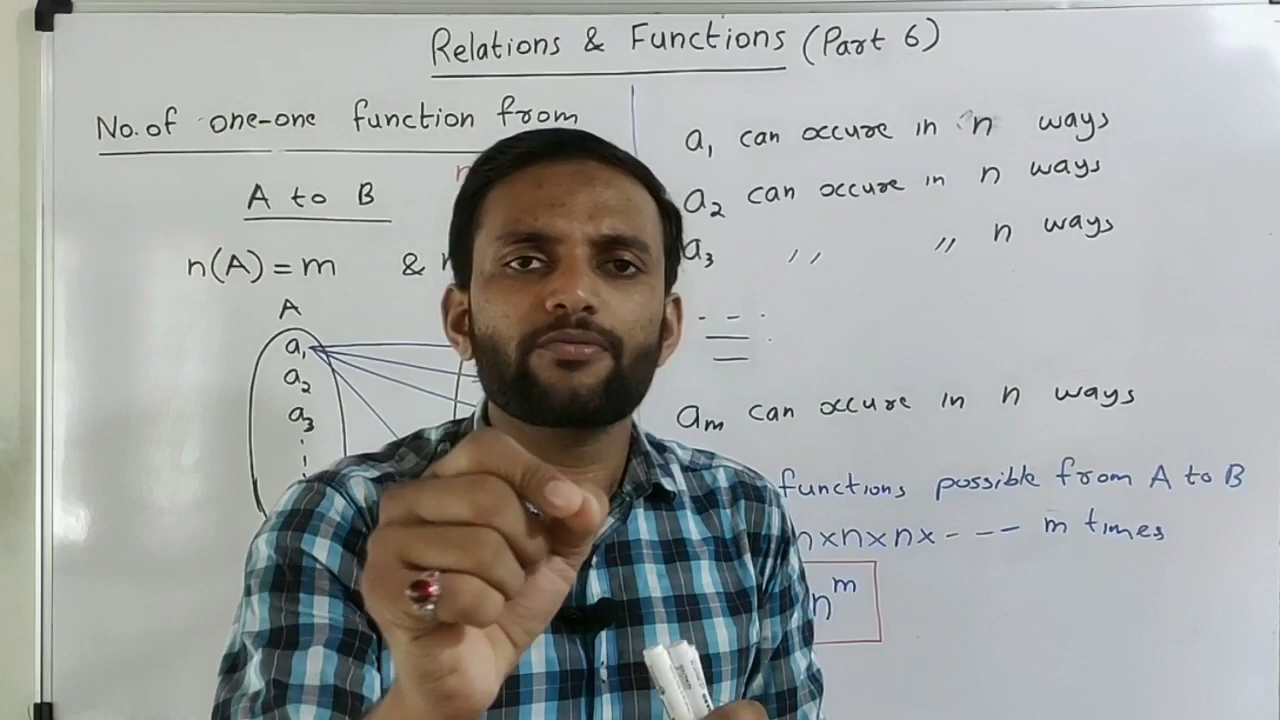 Relations & Functions (Part 6)
No. of one-one function from
A to B
n(A) = m &
A
a₁
a₂
a₃
a₁ can occure in n ways
a₂ can occure in n ways
a₃ ,, ,, n ways
- - -
aₘ can occure in n ways
functions possible from A to B
n×n×n×--- m times
nᵐ